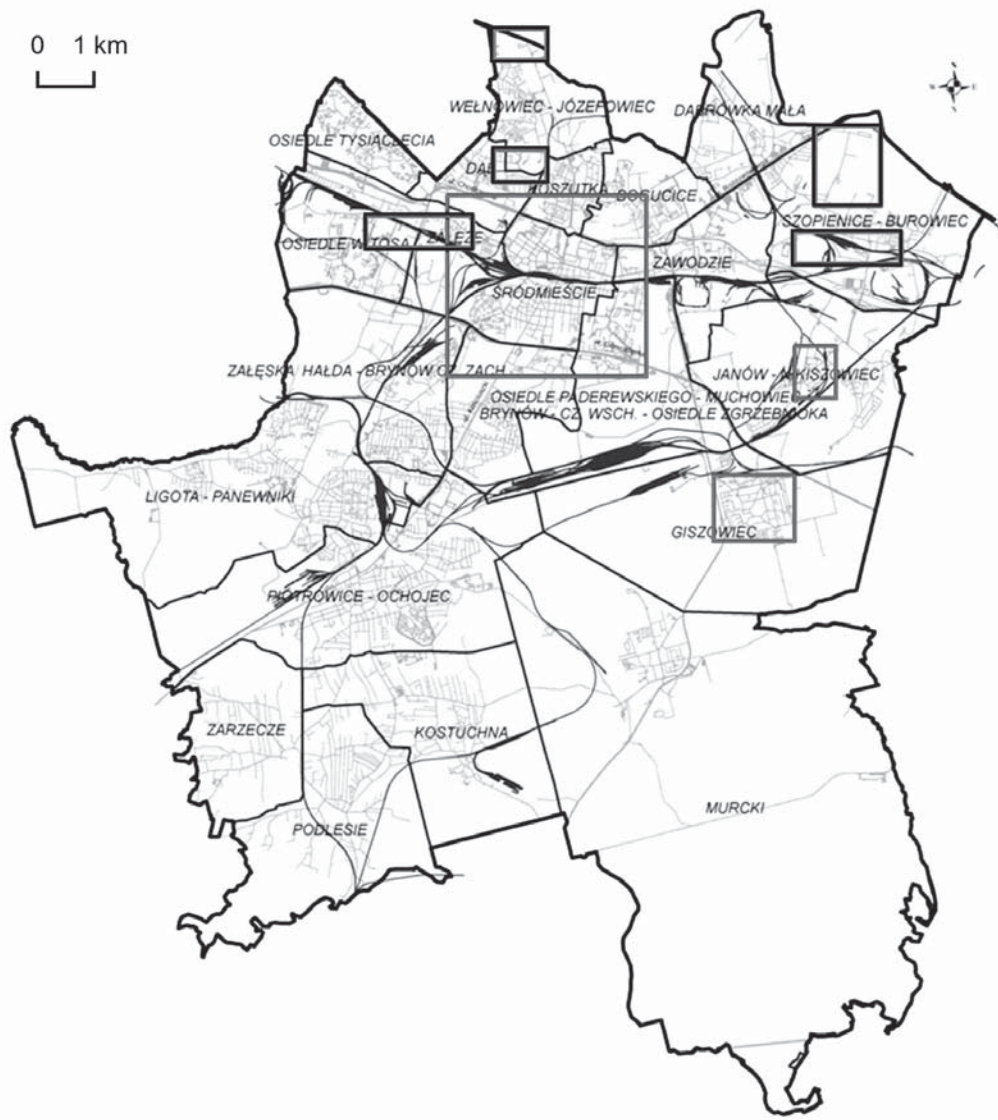 0 1 km
WEŁNOWIEC - JÓZEFOWIEC
DĄBRÓWKA MAŁA
OSIEDLE TYSIĄCLECIA
KOSZUTKA
BOGUCICE
SZOPIENICE - BUROWIEC
OSIEDLE WITOSA
ZAŁĘŻE
ZAWODZIE
ŚRÓDMIEŚCIE
ZAŁĘSKA HAŁDA - BRYNÓW CZ. ZACH.
JANÓW - NIKISZOWIEC
OSIEDLE PADEREWSKIEGO - MUCHOWIEC
BRYNÓW - CZ. WSCH. - OSIEDLE ZGRZEBNIOKA
LIGOTA - PANEWNIKI
GISZOWIEC
PIOTROWICE - OCHOJEC
ZARZECZE
KOSTUCHNA
MURCKI
PODLESIE